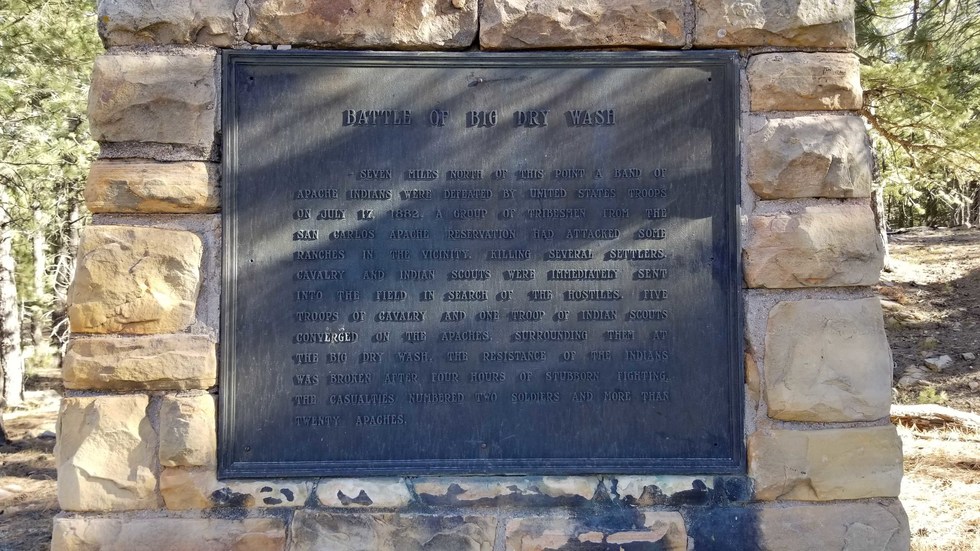 BATTLE OF BIG DRY WASH
SEVEN MILES NORTH OF THIS POINT A BAND OF
APACHE INDIANS WERE DEFEATED BY UNITED STATES TROOPS
ON JULY 17, 1882. A GROUP OF TRIBESMEN FROM THE
SAN CARLOS APACHE RESERVATION HAD ATTACKED SOME
RANCHES IN THE VICINITY, KILLING SEVERAL SETTLERS.
CAVALRY AND INDIAN SCOUTS WERE IMMEDIATELY SENT
INTO THE FIELD IN SEARCH OF THE HOSTILES. FIVE
TROOPS OF CAVALRY AND ONE TROOP OF INDIAN SCOUTS
CONVERGED ON THE APACHES, SURROUNDING THEM AT
THE BIG DRY WASH. THE RESISTANCE OF THE INDIANS
WAS BROKEN AFTER FOUR HOURS OF STUBBORN FIGHTING.
THE CASUALTIES NUMBERED TWO SOLDIERS AND MORE THAN
TWENTY APACHES.